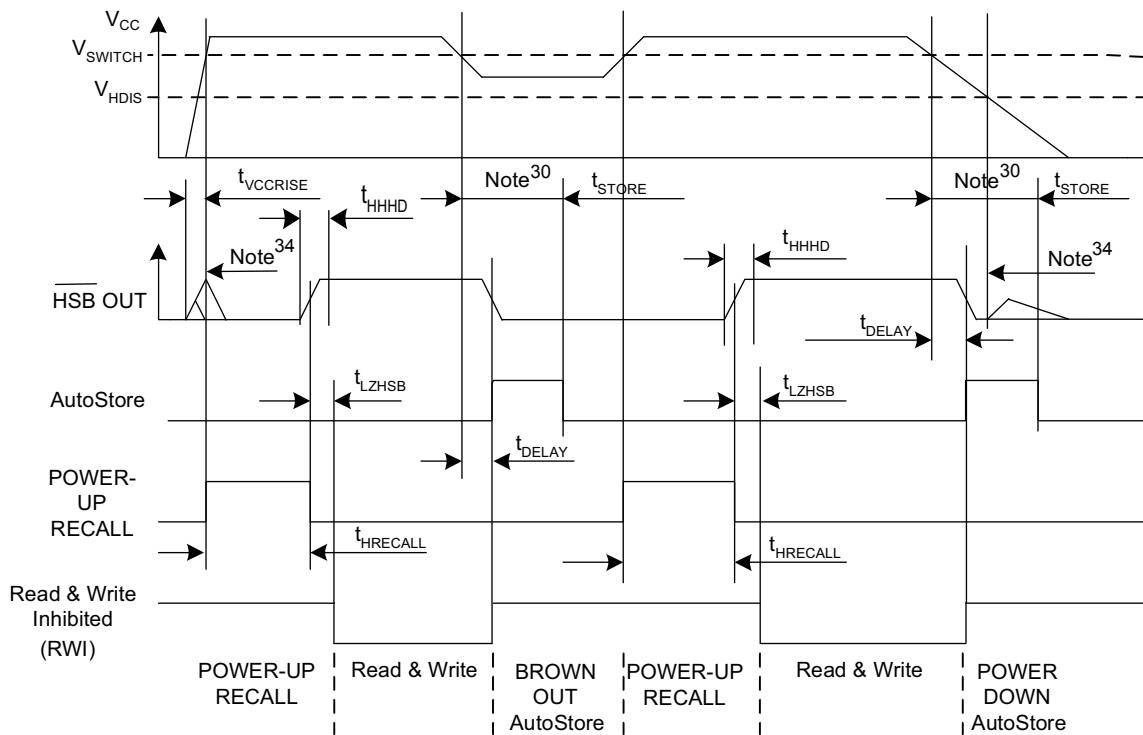 VCC
VSWITCH
VHDIS
tVCCRISE
tHHHD
Note30
tSTORE
Note30
tSTORE
Note34
tHHHD
Note34
HSB OUT
tDELAY
tLZHSB
tLZHSB
AutoStore
tDELAY
POWER-
UP
RECALL
tHRECALL
tHRECALL
Read & Write
Inhibited
(RWI)
POWER-UP
RECALL
Read & Write
BROWN
OUT
AutoStore
POWER-UP
RECALL
Read & Write
POWER
DOWN
AutoStore